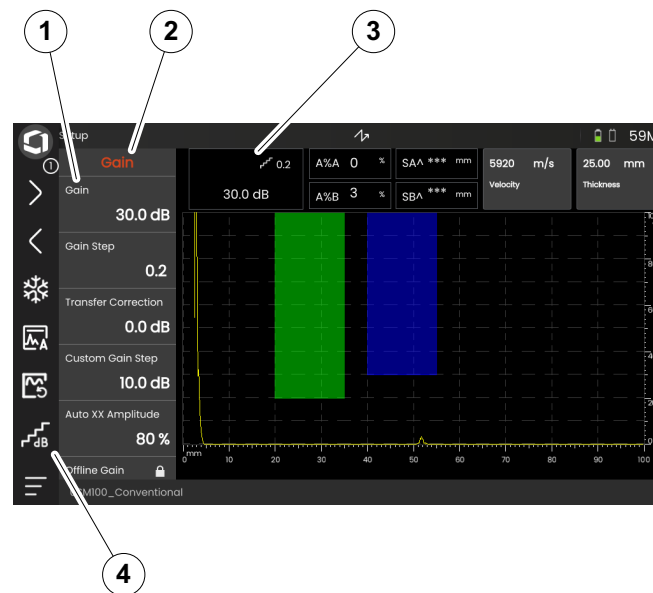 1 2 3
Setup 59M
1
Gain
0.2
30.0 dB
A%A 0 %
SA^ *** mm
A%B 3 %
SB^ *** mm
5920 m/s
Velocity
25.00 mm
Thickness
Gain
30.0 dB
Gain Step
0.2
Transfer Correction
0.0 dB
Custom Gain Step
10.0 dB
Auto XX Amplitude
80 %
Offline Gain
A
dB
mm
0 10 20 30 40 50 60 70 80 90 100
USM100_Conventional
4